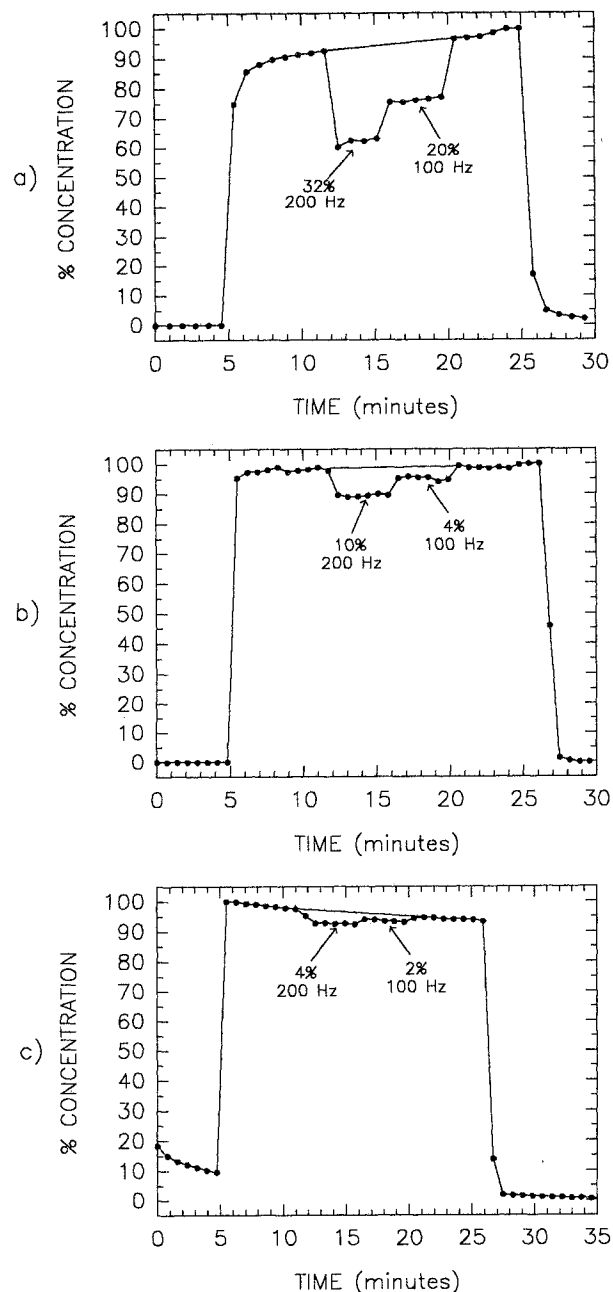 a)
% CONCENTRATION
100
90
80
70
60
50
40
30
20
10
0
32%
200 Hz
20%
100 Hz
0 5 10 15 20 25 30
TIME (minutes)
b)
% CONCENTRATION
100
90
80
70
60
50
40
30
20
10
0
10%
200 Hz
4%
100 Hz
0 5 10 15 20 25 30
TIME (minutes)
c)
% CONCENTRATION
100
90
80
70
60
50
40
30
20
10
0
4%
200 Hz
2%
100 Hz
0 5 10 15 20 25 30 35
TIME (minutes)